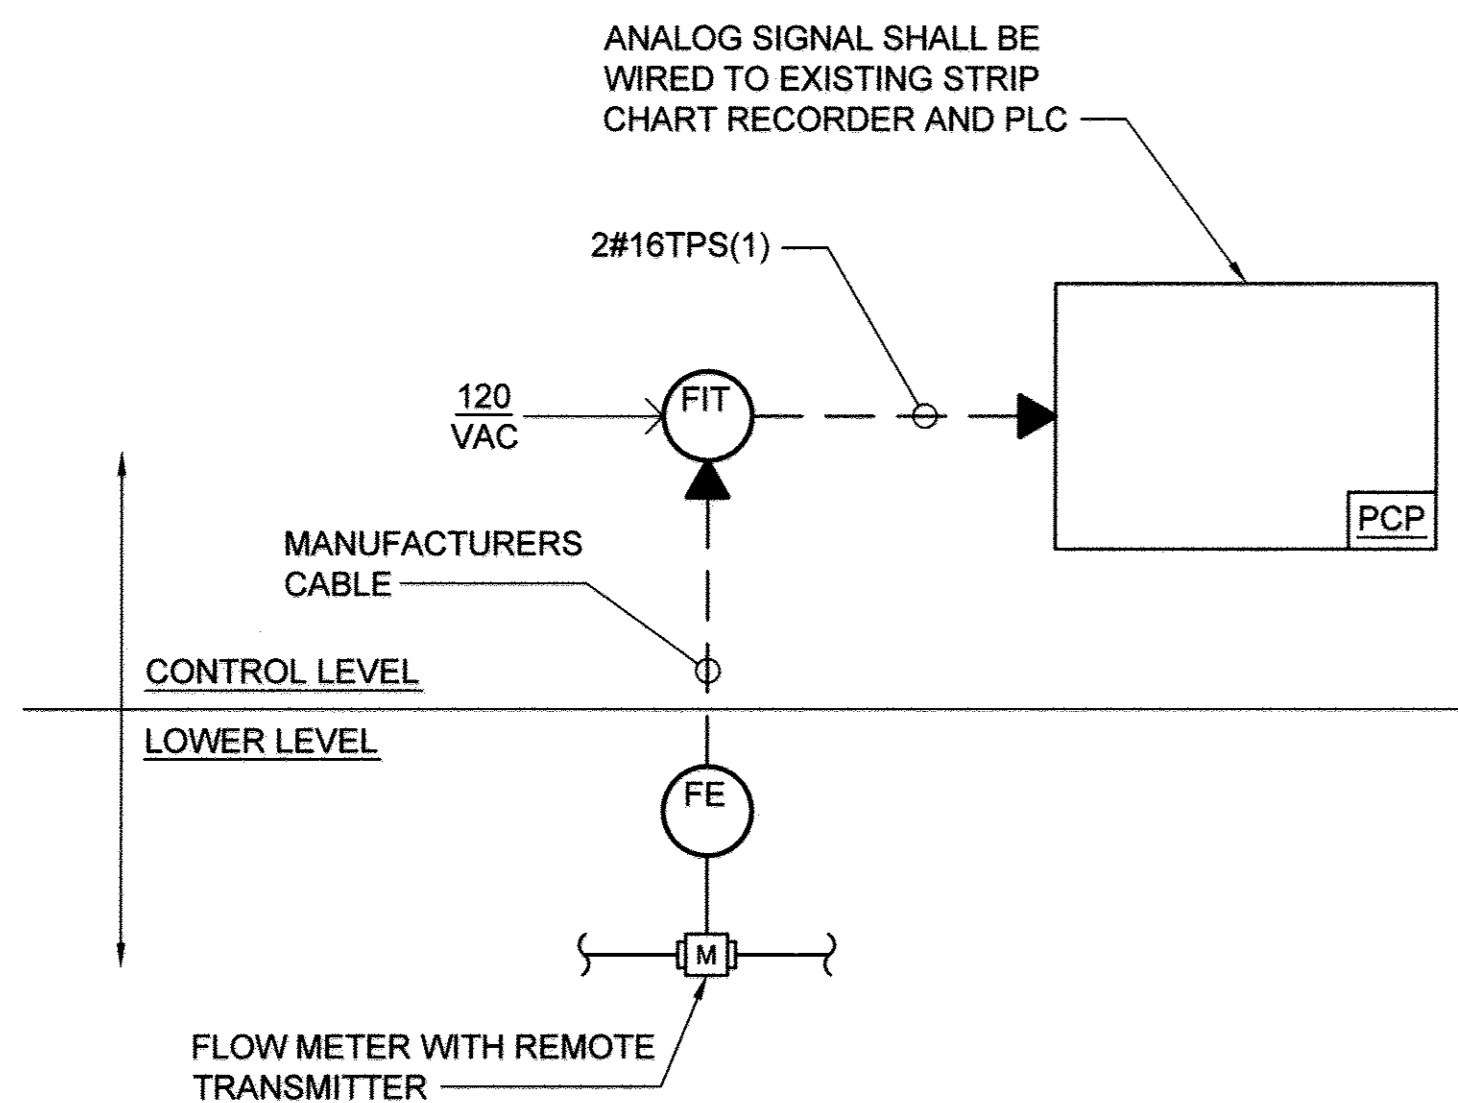 ANALOG SIGNAL SHALL BE
WIRED TO EXISTING STRIP
CHART RECORDER AND PLC
2#16TPS(1)
120
VAC
FIT
PCP
MANUFACTURERS
CABLE
CONTROL LEVEL
LOWER LEVEL
FE
M
FLOW METER WITH REMOTE
TRANSMITTER